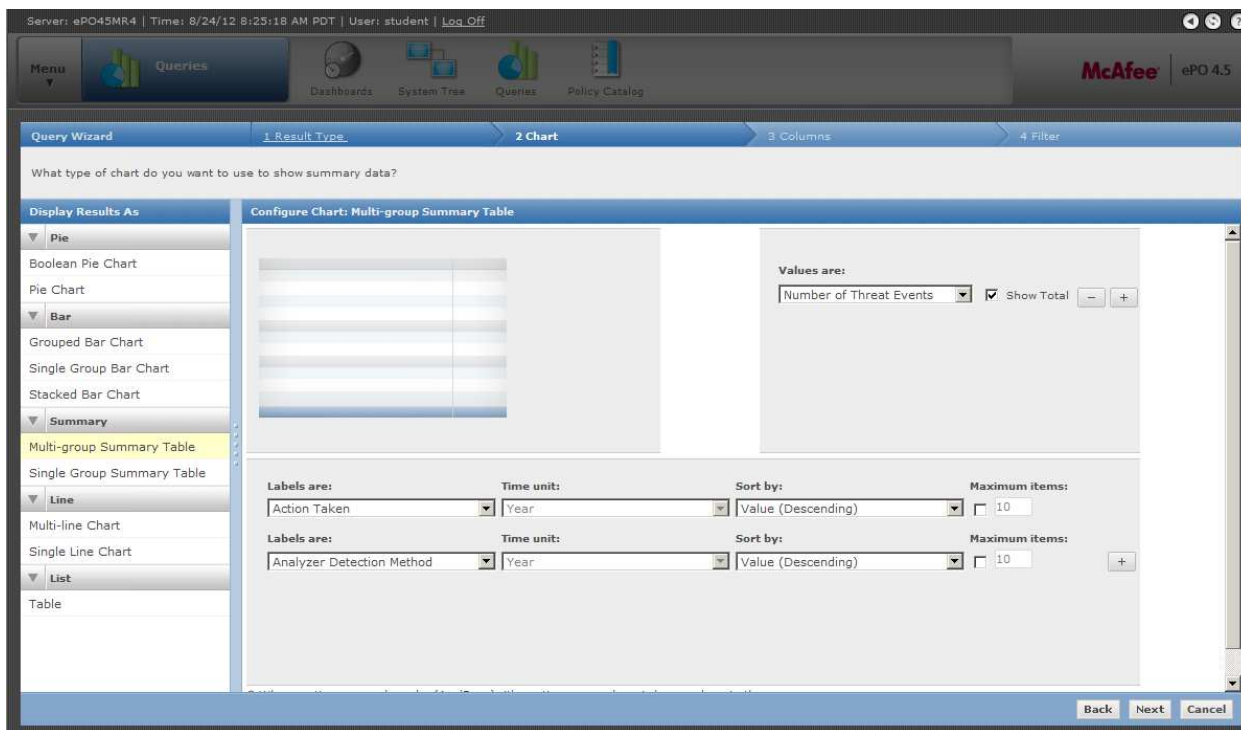 Server: ePO45MR4 | Time: 8/24/12 8:25:18 AM PDT | User: student | Log Off
Menu
Queries
Dashboards
System Tree
Queries
Policy Catalog
McAfee
ePO 4.5
Query Wizard
1 Result Type
2 Chart
3 Columns
4 Filter
What type of chart do you want to use to show summary data?
Display Results As
Pie
Boolean Pie Chart
Pie Chart
Bar
Grouped Bar Chart
Single Group Bar Chart
Stacked Bar Chart
Summary
Multi-group Summary Table
Single Group Summary Table
Line
Multi-line Chart
Single Line Chart
List
Table
Configure Chart: Multi-group Summary Table
Values are:
Number of Threat Events
Show Total
Labels are: Time unit: Sort by: Maximum items:
Action Taken Year Value (Descending) 10
Labels are: Time unit: Sort by: Maximum items:
Analyzer Detection Method Year Value (Descending) 10
Back Next Cancel